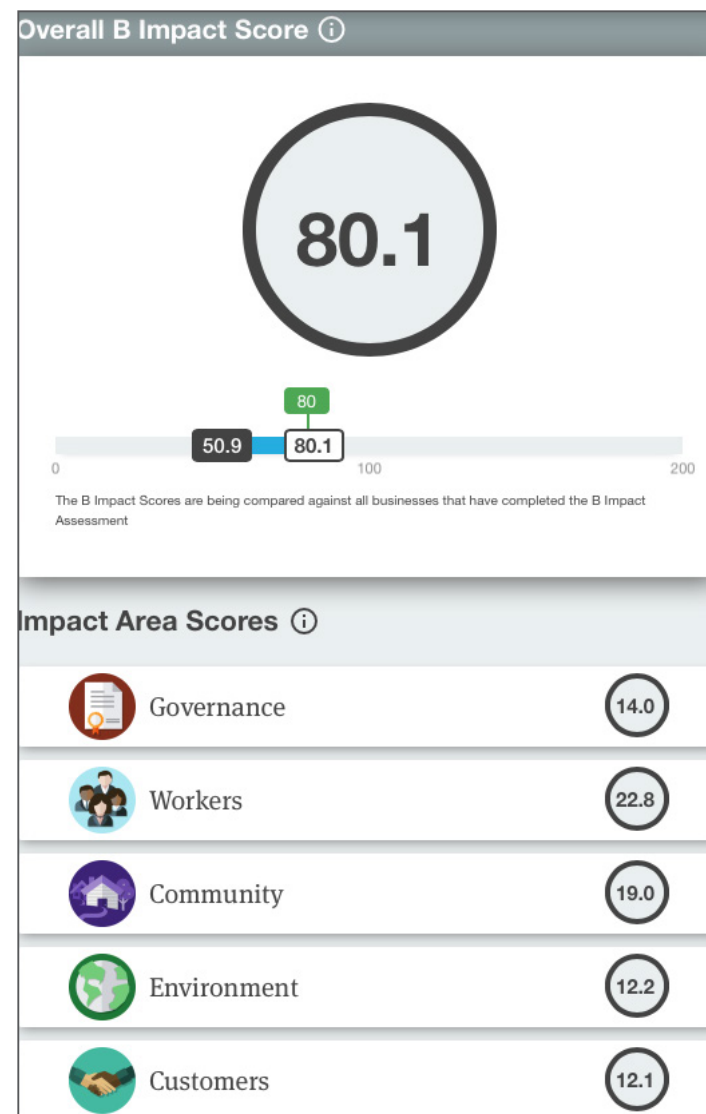 Overall B Impact Score
80.1
80
50.9 80.1
0 100 200
The B Impact Scores are being compared against all businesses that have completed the B Impact
Assessment
Impact Area Scores
Governance 14.0
Workers 22.8
Community 19.0
Environment 12.2
Customers 12.1